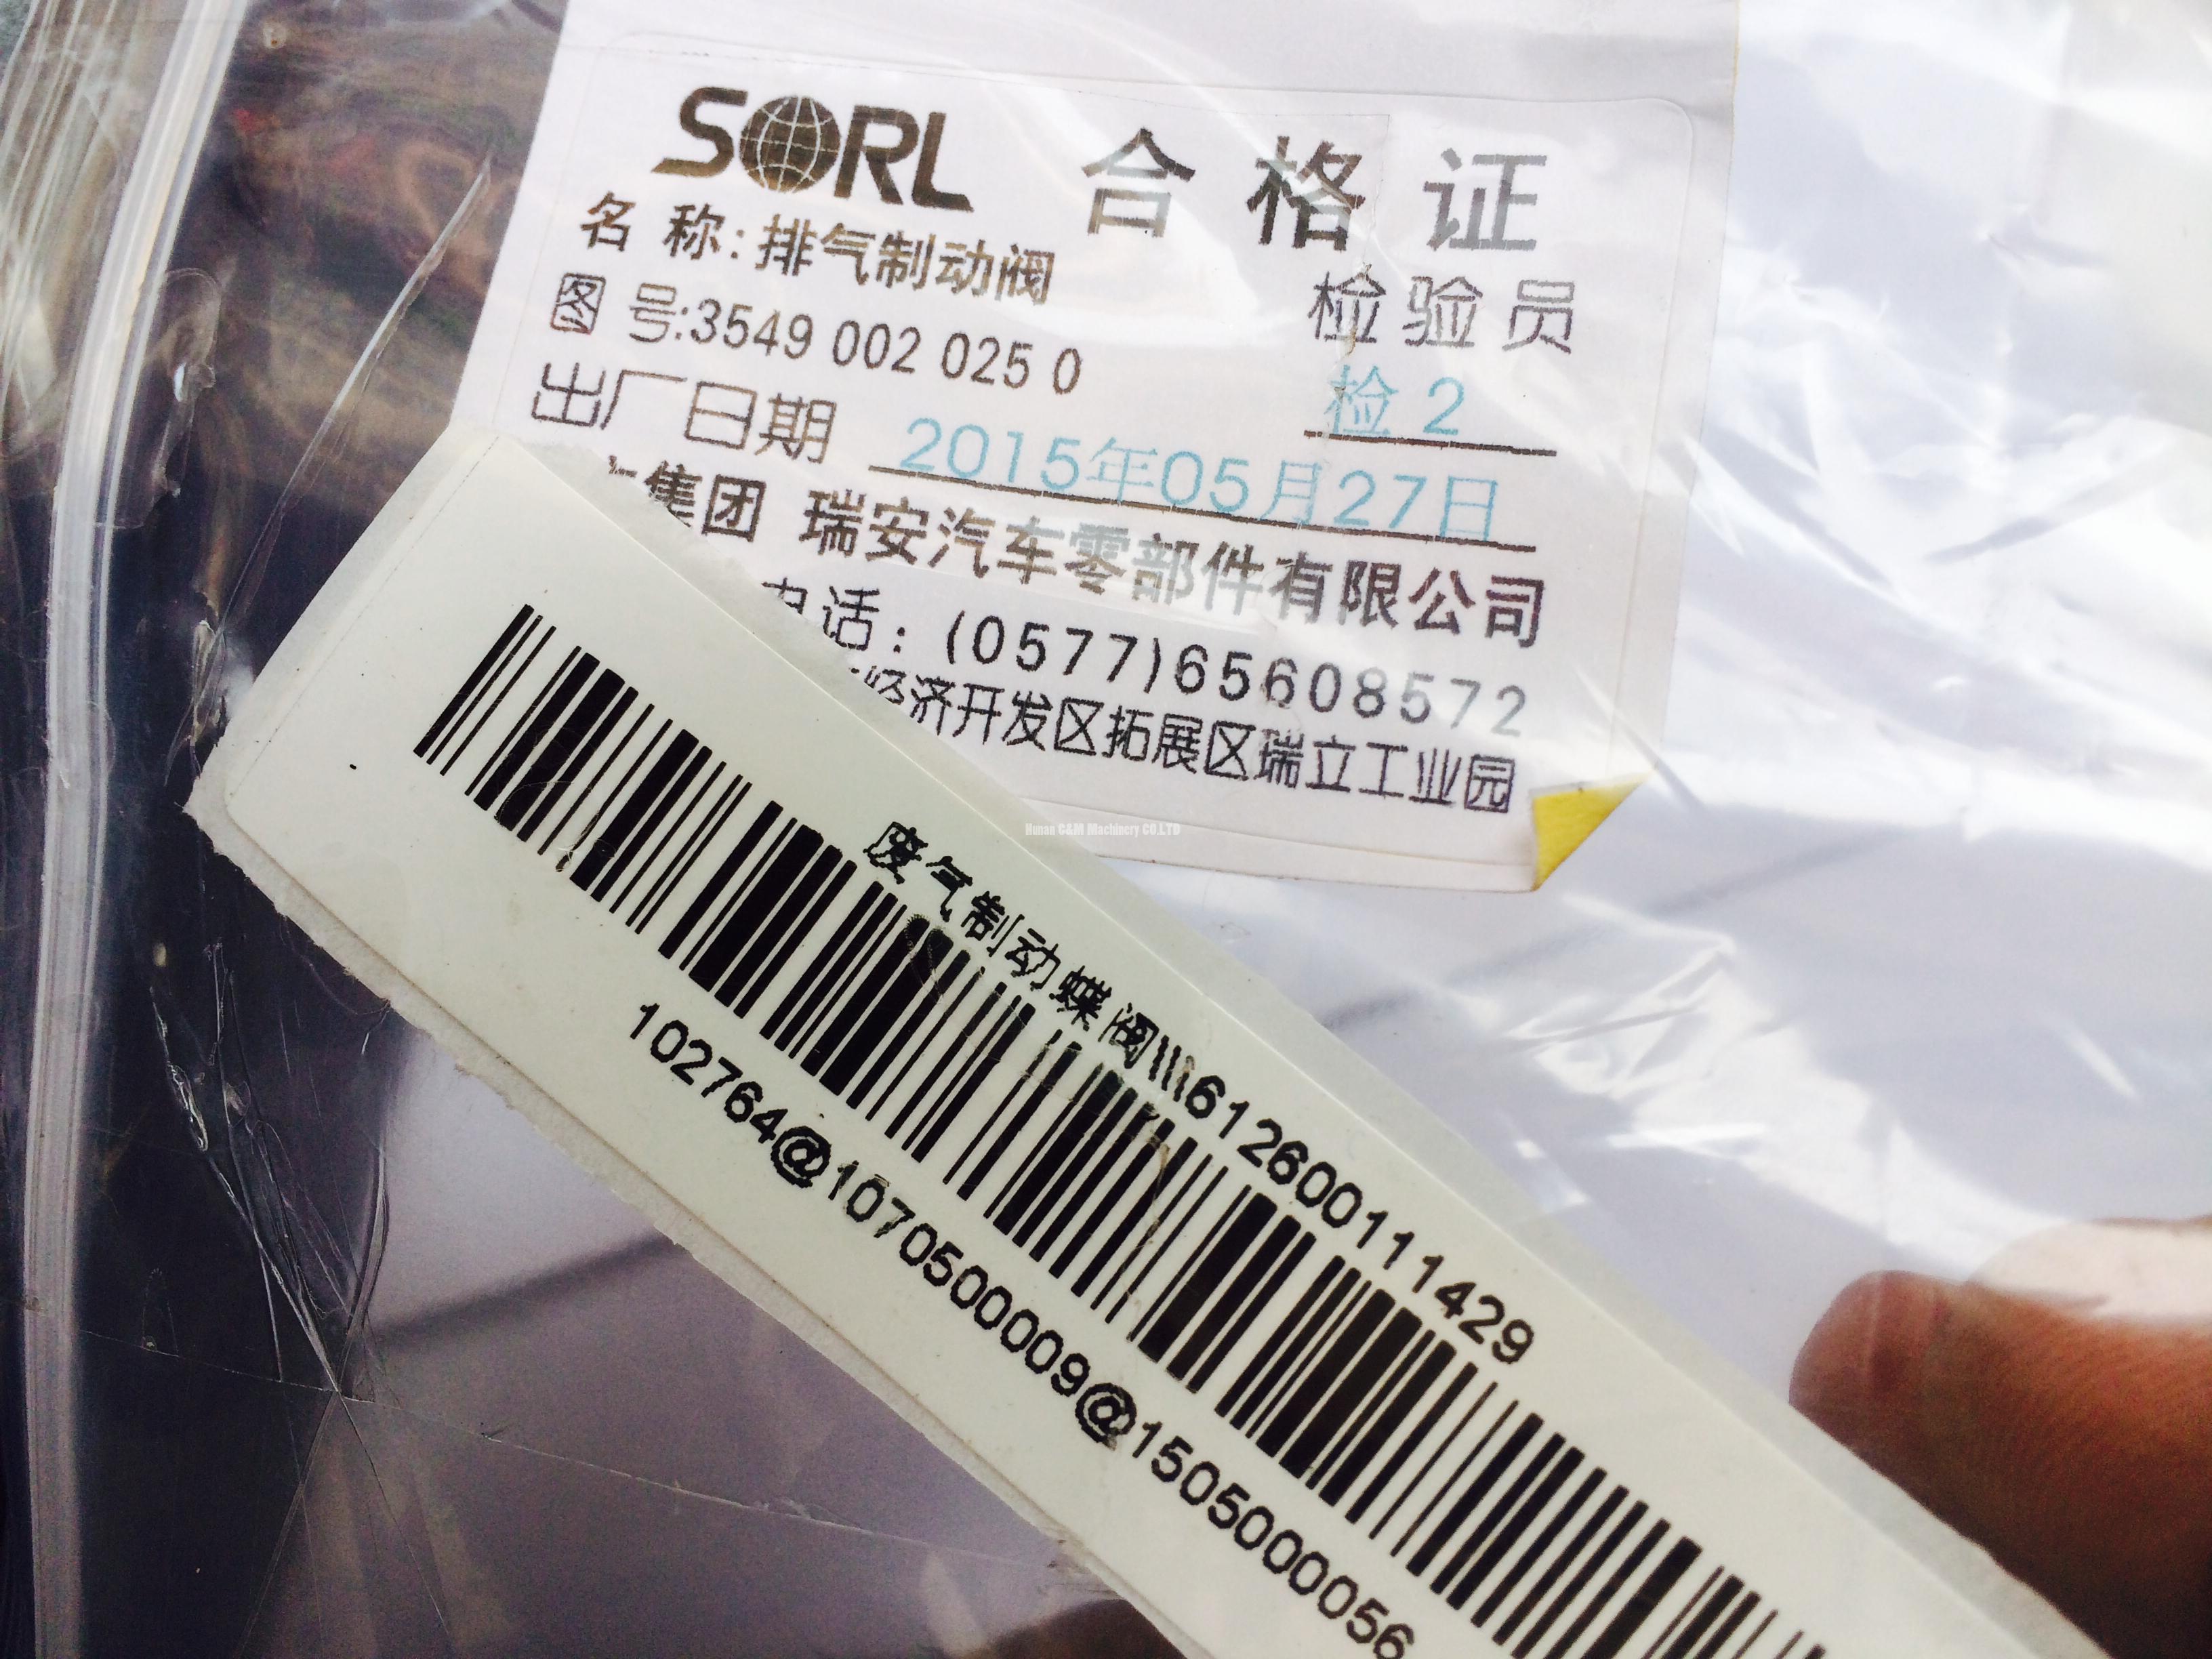 SORL 合格证
名 称:排气制动阀
检验员
图 号:3549 002 025 0
检 2
出厂日期 2015年05月27日
集团 瑞安汽车零部件有限公司
电话:(0577)65608572
经济开发区拓展区瑞立工业园
Hunan C&M Machinery CO.LTD
废气制动蝶阀\\\612600111429
102764@107050009@1505000056